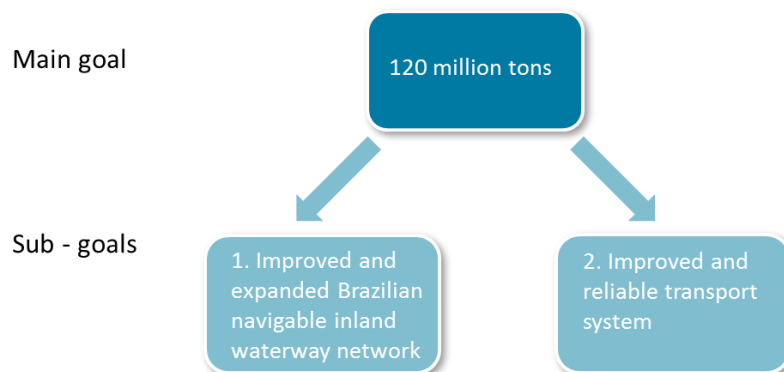 Main goal
120 million tons
Sub - goals
1. Improved and
expanded Brazilian
navigable inland
waterway network
2. Improved and
reliable transport
system